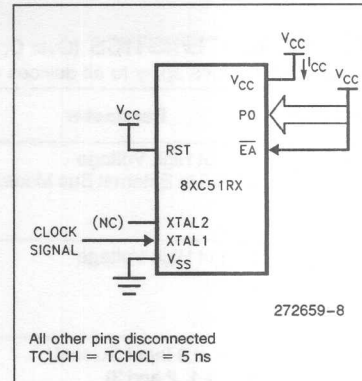 VCC
ICC
VCC
VCC
VCC
P0
RST
EA
8XC51RX
(NC)
XTAL2
CLOCK
SIGNAL
XTAL1
VSS
272659-8
All other pins disconnected
TCLCH = TCHCL = 5 ns